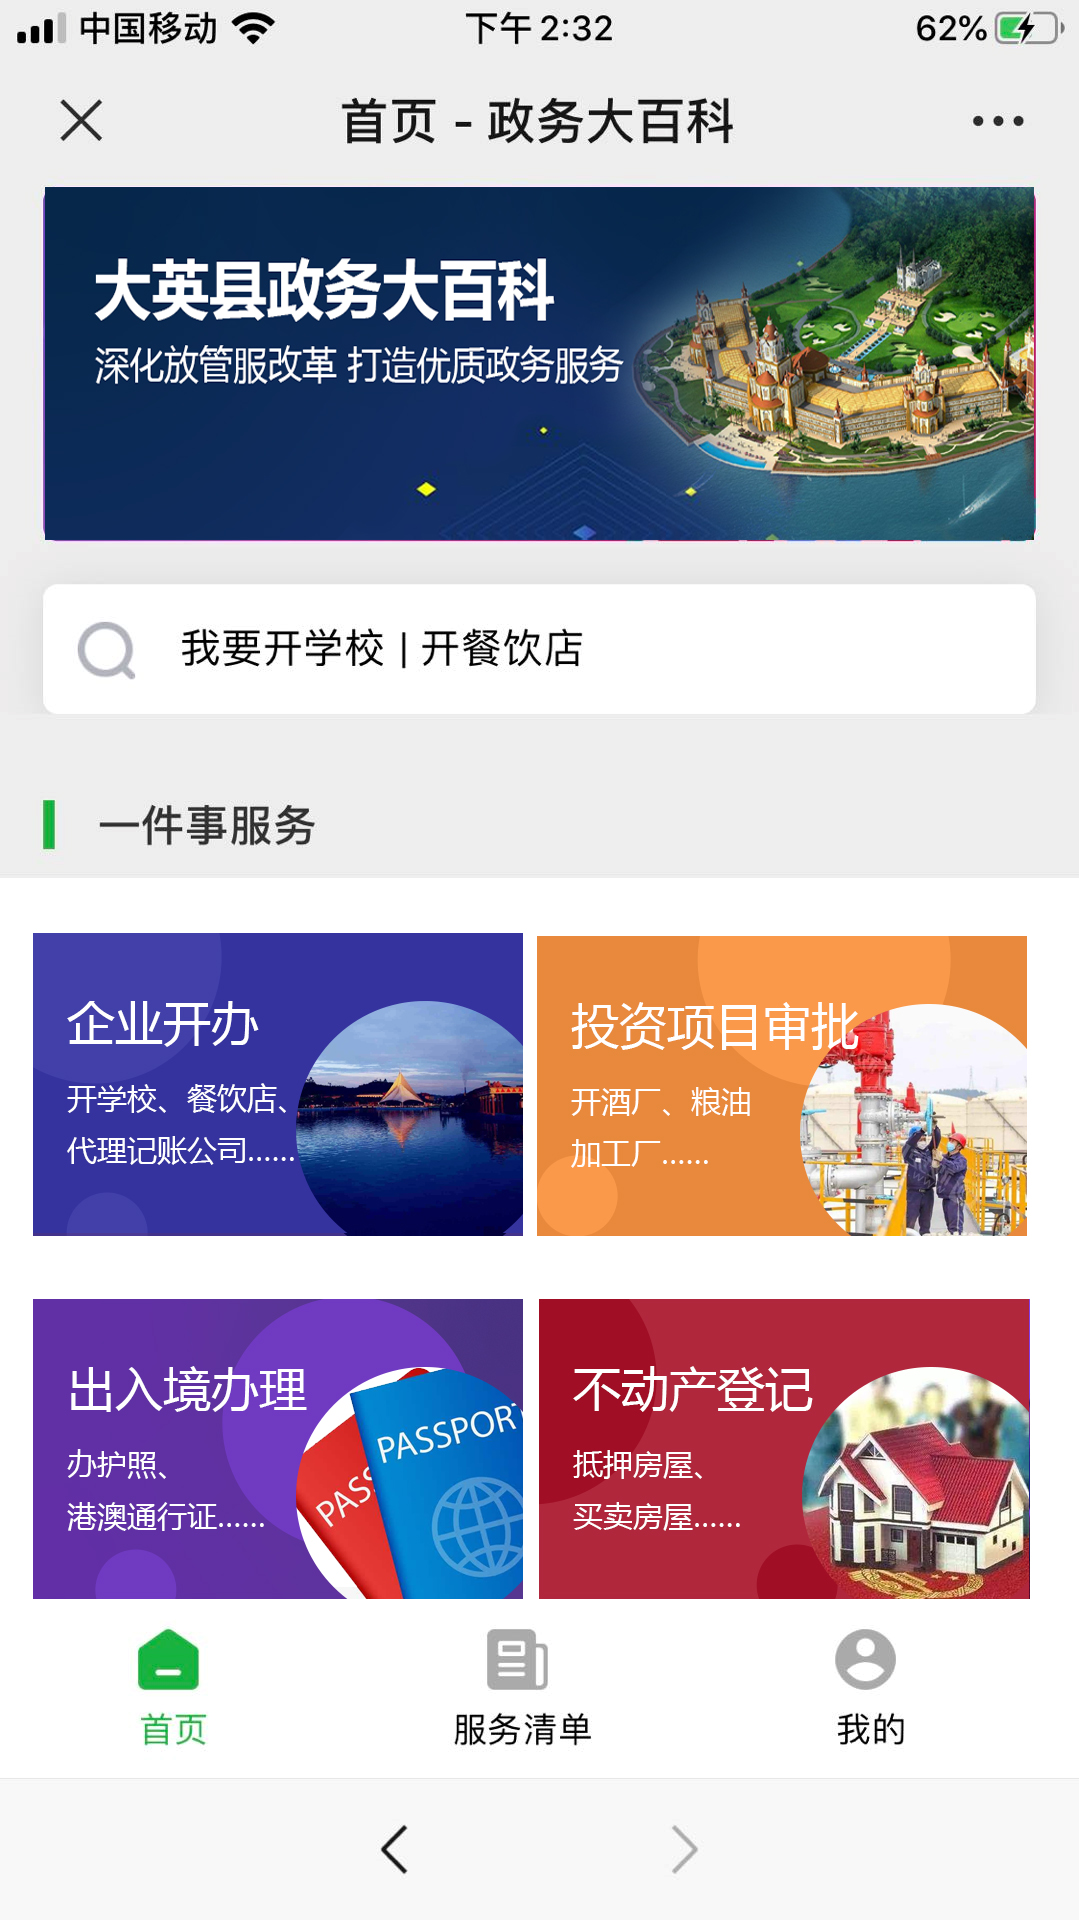 中国移动 下午 2:32 62%
首页 - 政务大百科
大英县政务大百科
深化放管服改革 打造优质政务服务
我要开学校 | 开餐饮店
一件事服务
企业开办
开学校、餐饮店、
代理记账公司……
投资项目审批
开酒厂、粮油
加工厂……
出入境办理
办护照、
港澳通行证……
PASSPORT
PASS
不动产登记
抵押房屋、
买卖房屋……
首页 服务清单 我的